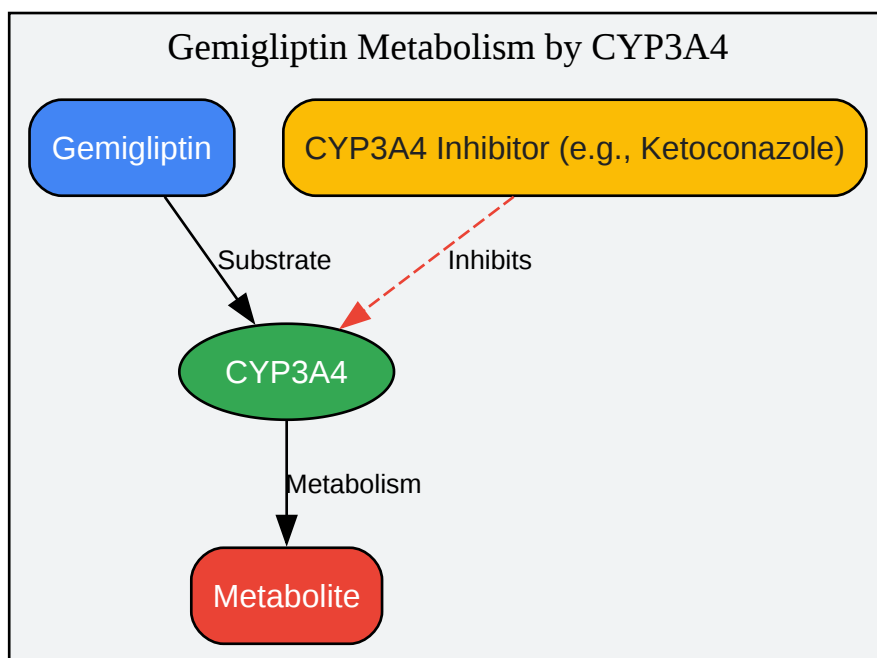 Gemigliptin Metabolism by CYP3A4
Gemigliptin
CYP3A4 Inhibitor (e.g., Ketoconazole)
Substrate
Inhibits
CYP3A4
Metabolism
Metabolite